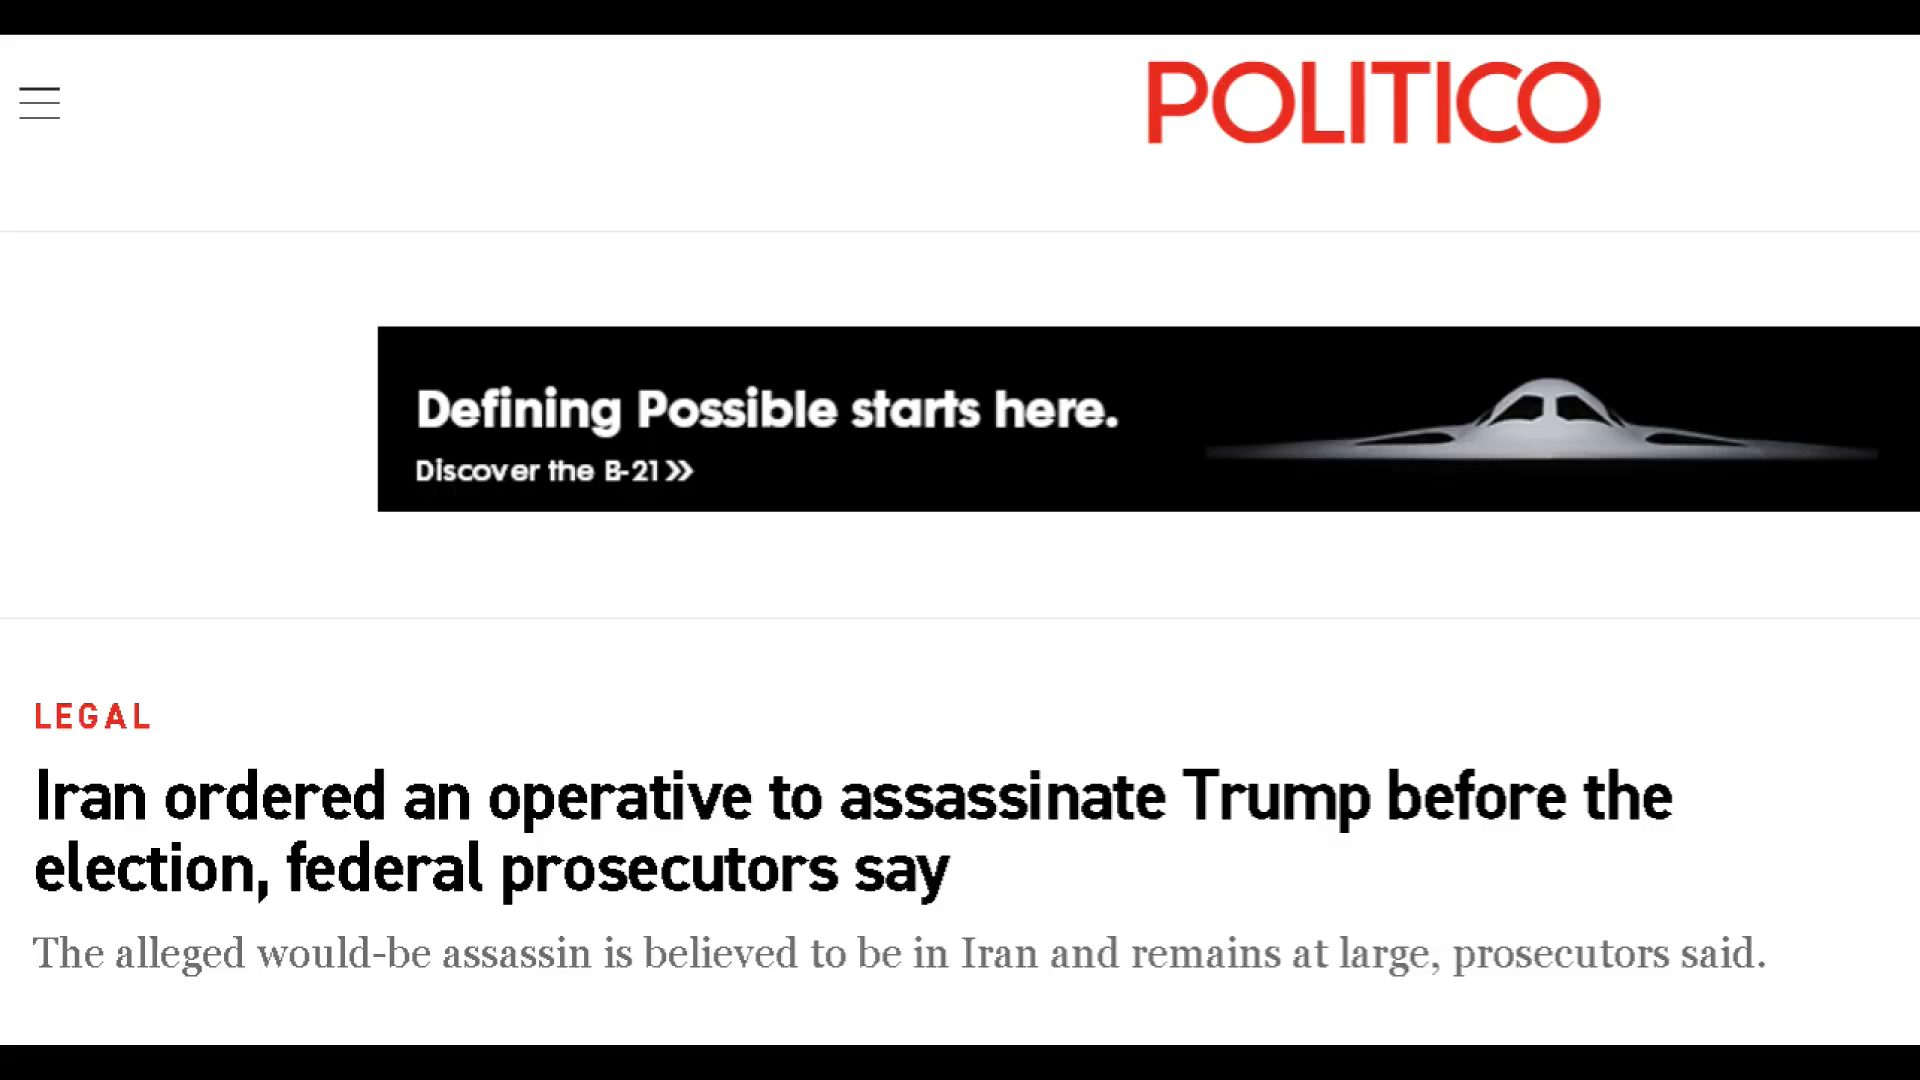 POLITICO
Defining Possible starts here.
Discover the B-21 »
LEGAL
Iran ordered an operative to assassinate Trump before the
election, federal prosecutors say
The alleged would-be assassin is believed to be in Iran and remains at large, prosecutors said.